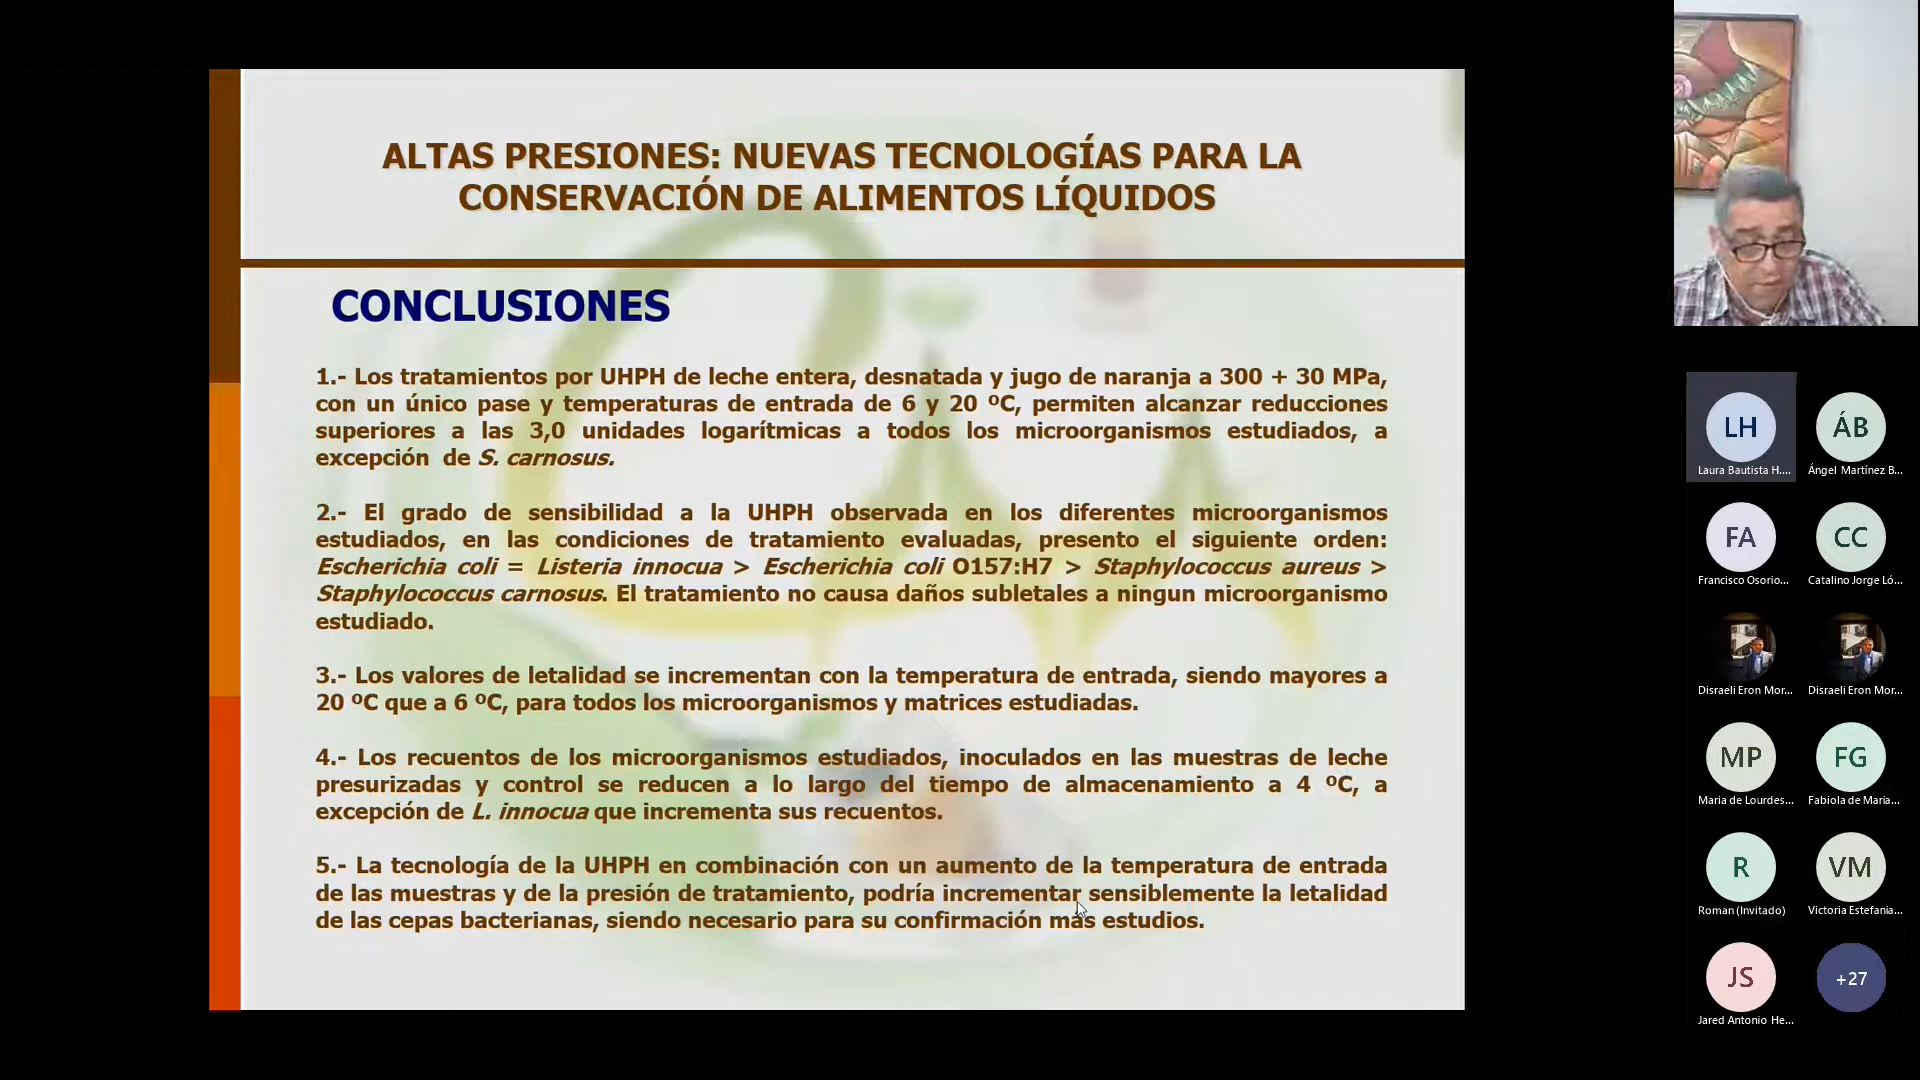 ALTAS PRESIONES: NUEVAS TECNOLOGÍAS PARA LA
CONSERVACIÓN DE ALIMENTOS LÍQUIDOS
CONCLUSIONES
1.- Los tratamientos por UHPH de leche entera, desnatada y jugo de naranja a 300 + 30 MPa,
con un único pase y temperaturas de entrada de 6 y 20 ºC, permiten alcanzar reducciones
superiores a las 3,0 unidades logarítmicas a todos los microorganismos estudiados, a
excepción de S. carnosus.
2.- El grado de sensibilidad a la UHPH observada en los diferentes microorganismos
estudiados, en las condiciones de tratamiento evaluadas, presento el siguiente orden:
Escherichia coli = Listeria innocua > Escherichia coli O157:H7 > Staphylococcus aureus >
Staphylococcus carnosus. El tratamiento no causa daños subletales a ningun microorganismo
estudiado.
3.- Los valores de letalidad se incrementan con la temperatura de entrada, siendo mayores a
20 ºC que a 6 ºC, para todos los microorganismos y matrices estudiadas.
4.- Los recuentos de los microorganismos estudiados, inoculados en las muestras de leche
presurizadas y control se reducen a lo largo del tiempo de almacenamiento a 4 ºC, a
excepción de L. innocua que incrementa sus recuentos.
5.- La tecnología de la UHPH en combinación con un aumento de la temperatura de entrada
de las muestras y de la presión de tratamiento, podría incrementar sensiblemente la letalidad
de las cepas bacterianas, siendo necesario para su confirmación más estudios.
LH
Laura Bautista H....
ÁB
Ángel Martínez B...
FA
Francisco Osorio...
CC
Catalino Jorge Ló...
Disraeli Eron Mor...
Disraeli Eron Mor...
MP
Maria de Lourdes...
FG
Fabiola de Maria...
R
Roman (Invitado)
VM
Victoria Estefania...
JS
Jared Antonio He...
+27